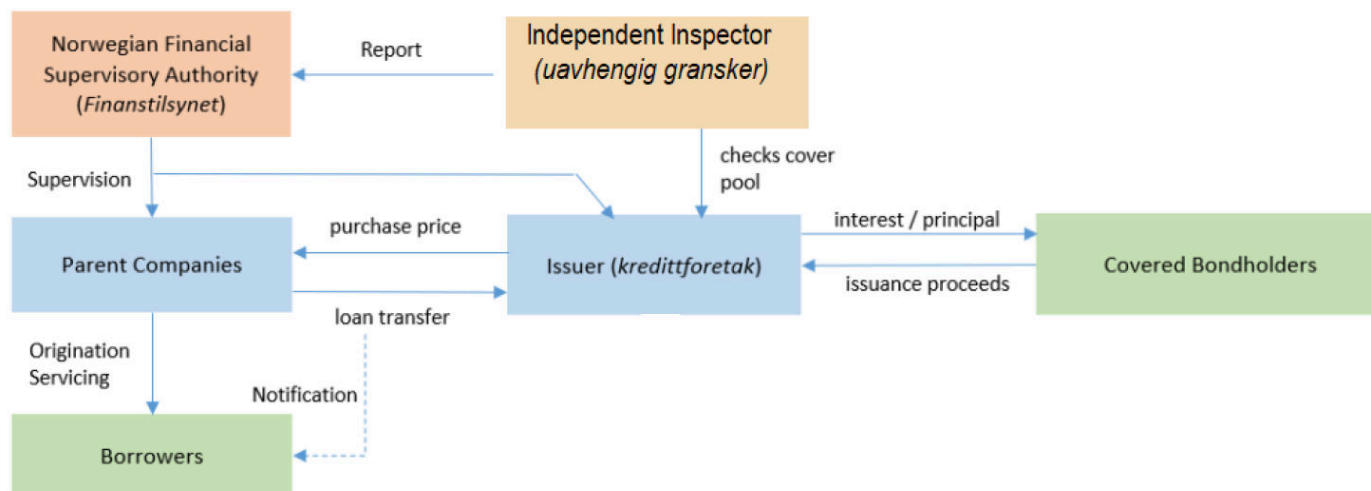 Norwegian Financial
Supervisory Authority
(Finanstilsynet)
Report
Independent Inspector
(uavhengig gransker)
Supervision
checks cover
pool
Parent Companies
purchase price
Issuer (kredittforetak)
interest / principal
Covered Bondholders
issuance proceeds
loan transfer
Origination
Servicing
Notification
Borrowers